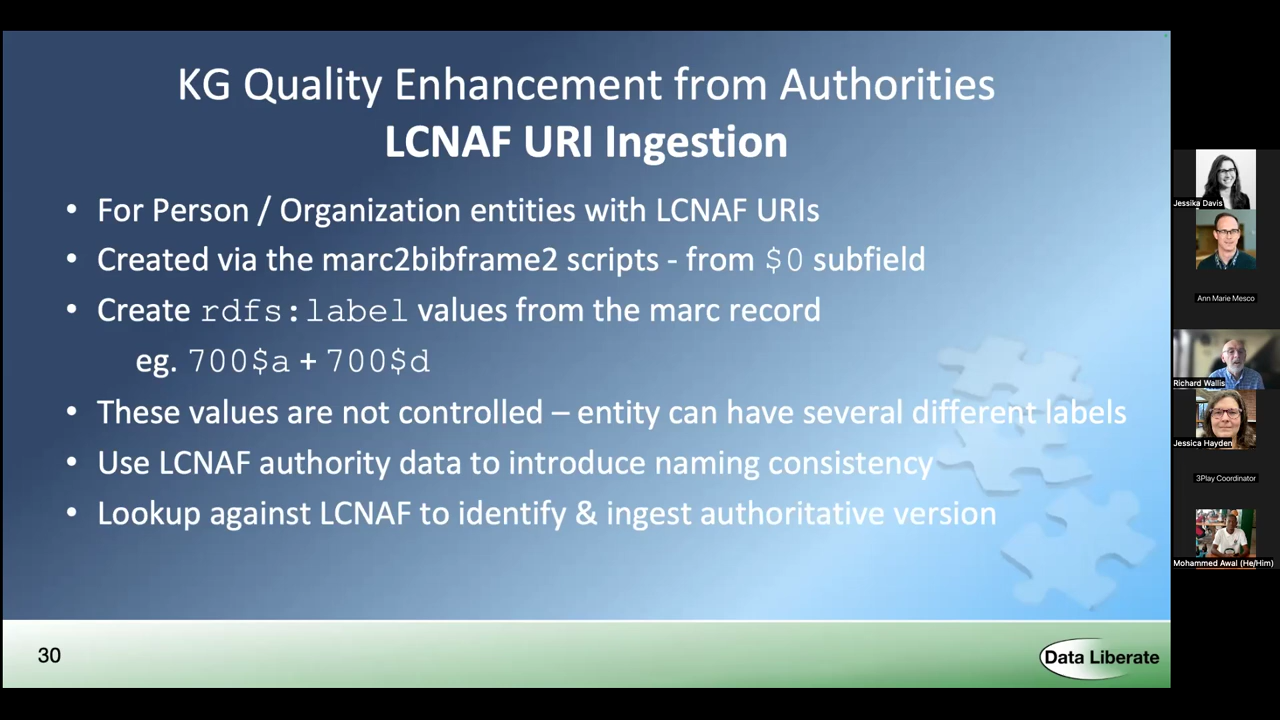 KG Quality Enhancement from Authorities
LCNAF URI Ingestion
• For Person / Organization entities with LCNAF URIs
• Created via the marc2bibframe2 scripts - from $0 subfield
• Create rdfs:label values from the marc record
eg. 700$a + 700$d
• These values are not controlled – entity can have several different labels
• Use LCNAF authority data to introduce naming consistency
• Lookup against LCNAF to identify & ingest authoritative version
30
Data Liberate
Jessika Davis
Ann Marie Mesco
Richard Wallis
Jessica Hayden
3Play Coordinator
Mohammed Awal (He/Him)